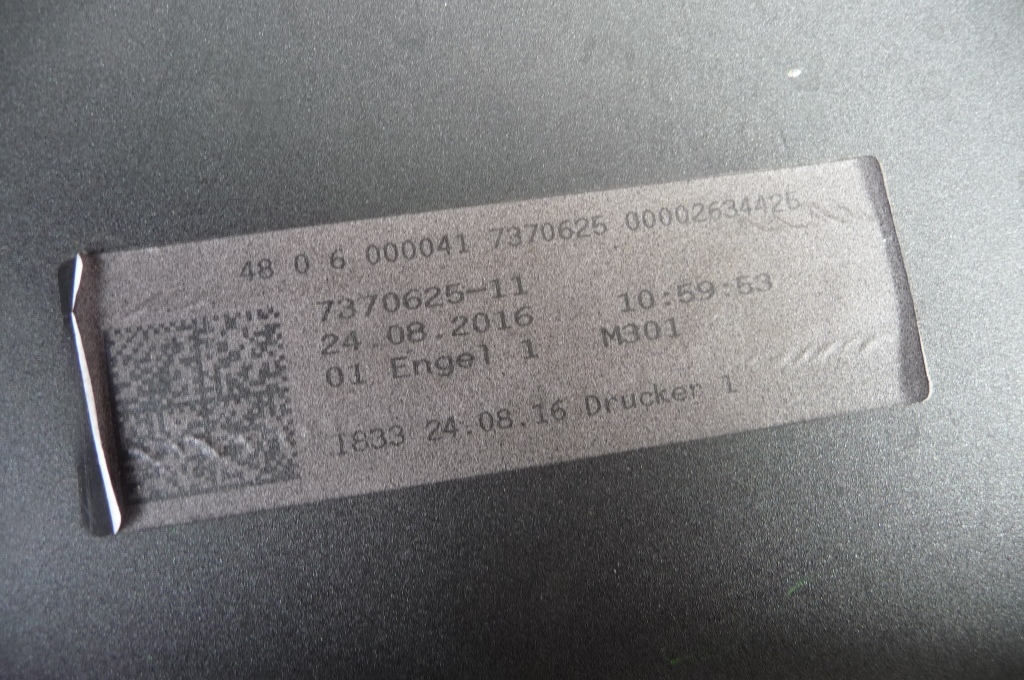 48 0 6 000041 7370625 00002634425
7370625-11
24.08.2016 10:59:53
01 Engel 1 M301
1833 24.08.16 Drucker 1